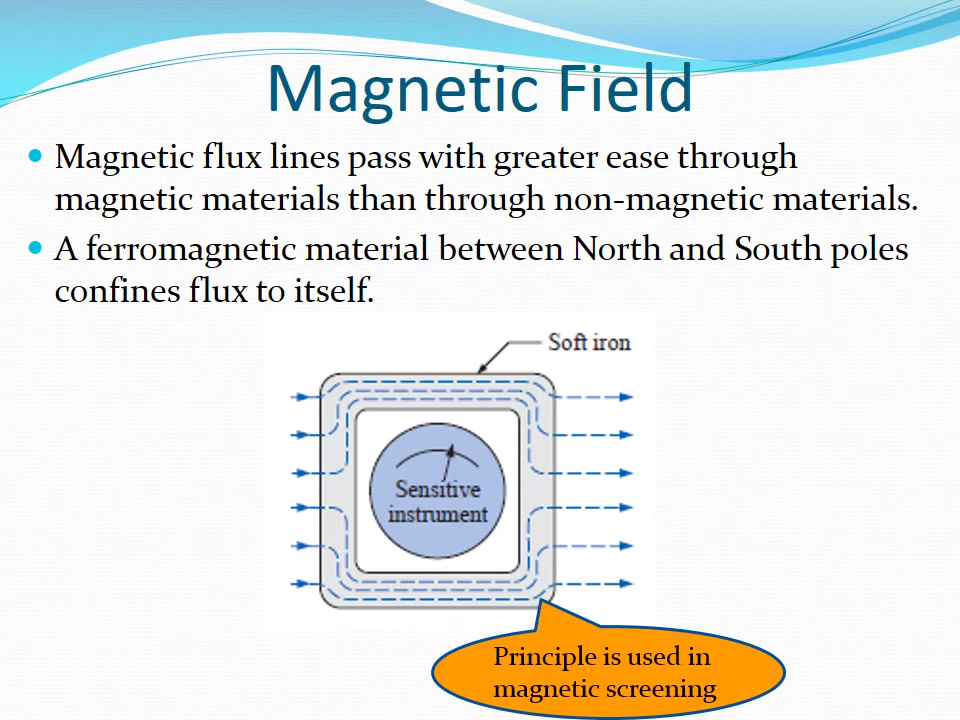 Magnetic Field
• Magnetic flux lines pass with greater ease through
magnetic materials than through non-magnetic materials.
• A ferromagnetic material between North and South poles
confines flux to itself.
Soft iron
Sensitive
instrument
Principle is used in
magnetic screening